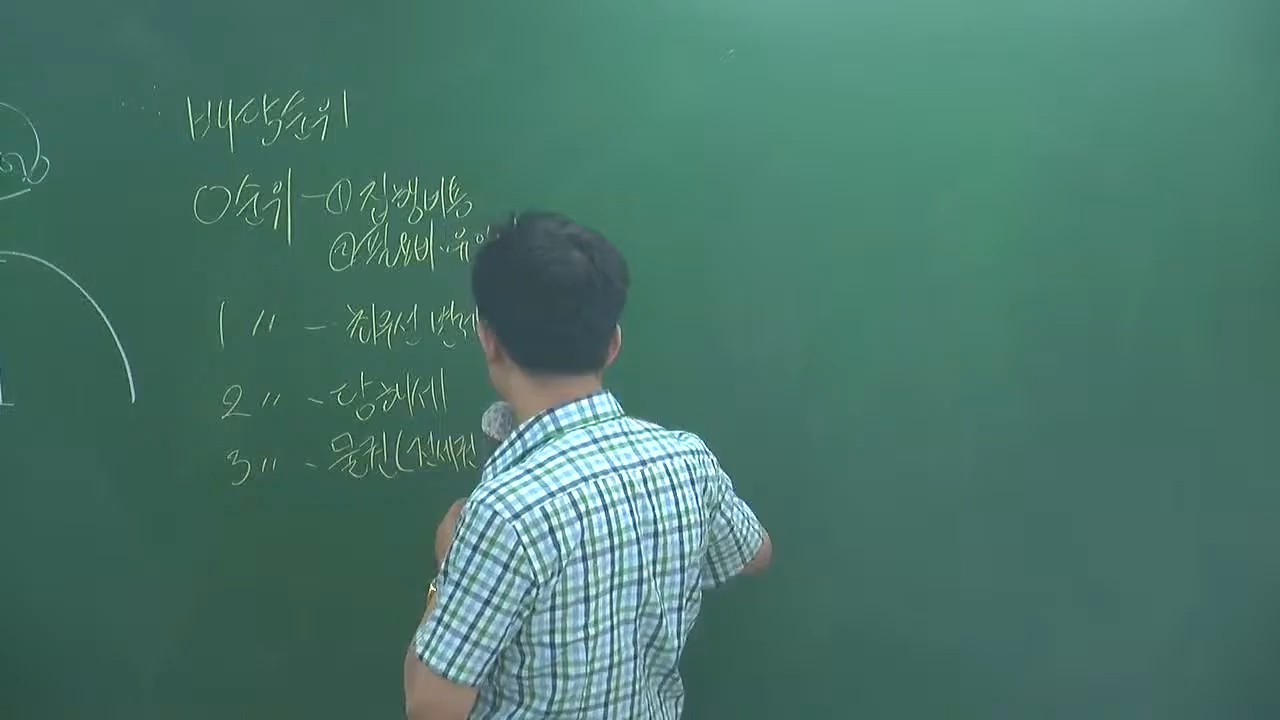 배당순위
0순위 - ① 집행비용
② 필요비·유익
1 〃 - 최우선 변제
2 〃 - 당해세
3 〃 - 물권(전세권